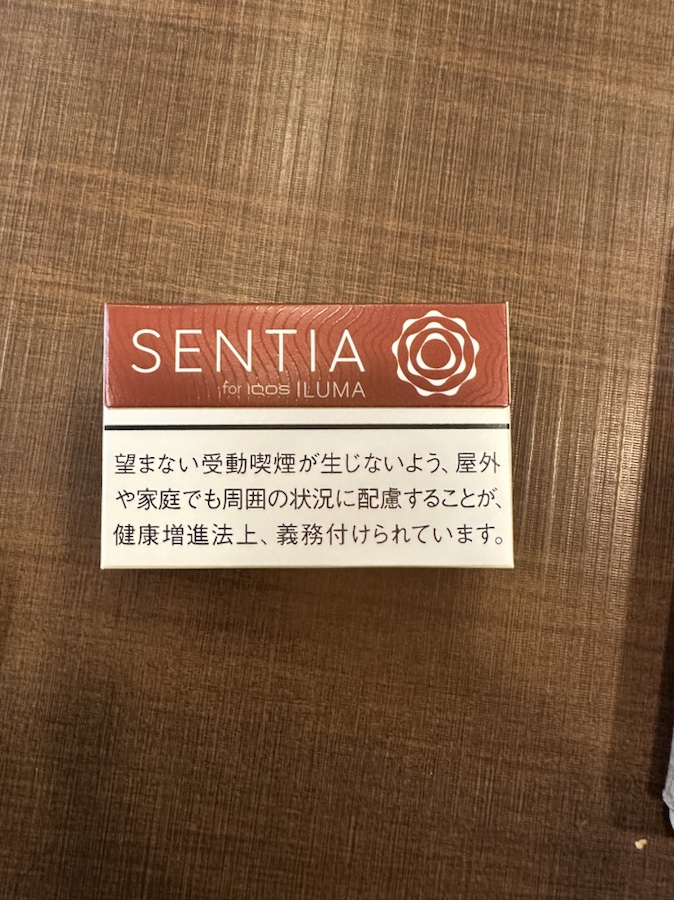 SENTIA
for IQOS ILUMA
望まない受動喫煙が生じないよう、屋外
や家庭でも周囲の状況に配慮することが、
健康増進法上、義務付けられています。